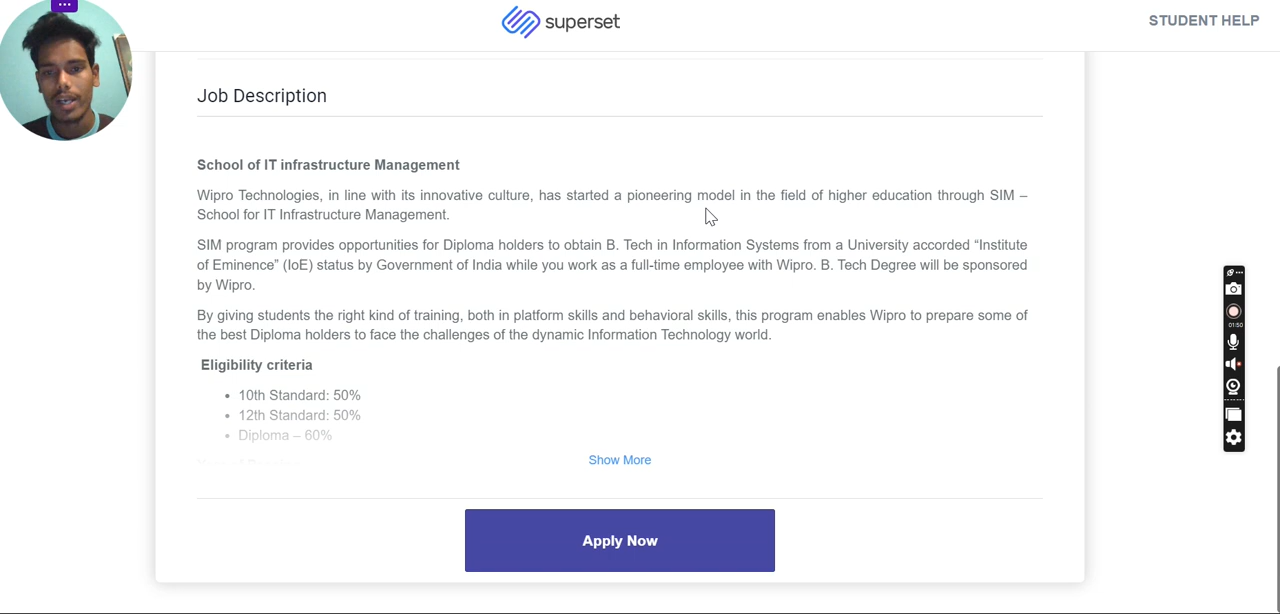 superset
STUDENT HELP
Job Description
School of IT infrastructure Management
Wipro Technologies, in line with its innovative culture, has started a pioneering model in the field of higher education through SIM –
School for IT Infrastructure Management.
SIM program provides opportunities for Diploma holders to obtain B. Tech in Information Systems from a University accorded “Institute
of Eminence” (IoE) status by Government of India while you work as a full-time employee with Wipro. B. Tech Degree will be sponsored
by Wipro.
By giving students the right kind of training, both in platform skills and behavioral skills, this program enables Wipro to prepare some of
the best Diploma holders to face the challenges of the dynamic Information Technology world.
Eligibility criteria
• 10th Standard: 50%
• 12th Standard: 50%
• Diploma – 60%
Show More
Apply Now
01:50